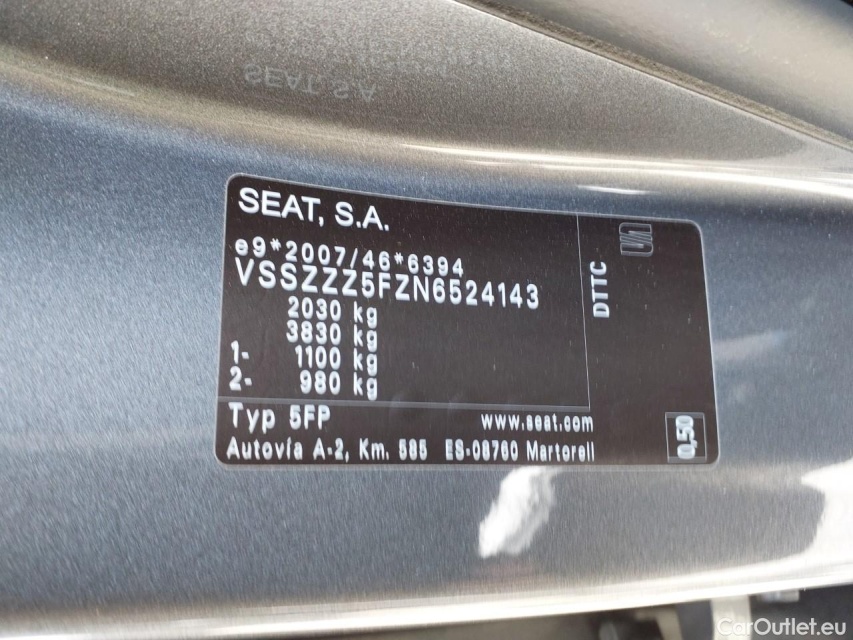 SEAT, S.A.
e9*2007/46*6394
VSSZZZ5FZN6524143
2030 kg
3830 kg
1- 1100 kg
2- 980 kg
DTTC
Typ 5FP www.seat.com
0,50
Autovía A-2, Km. 585 ES-08760 Martorell
CarOutlet.eu